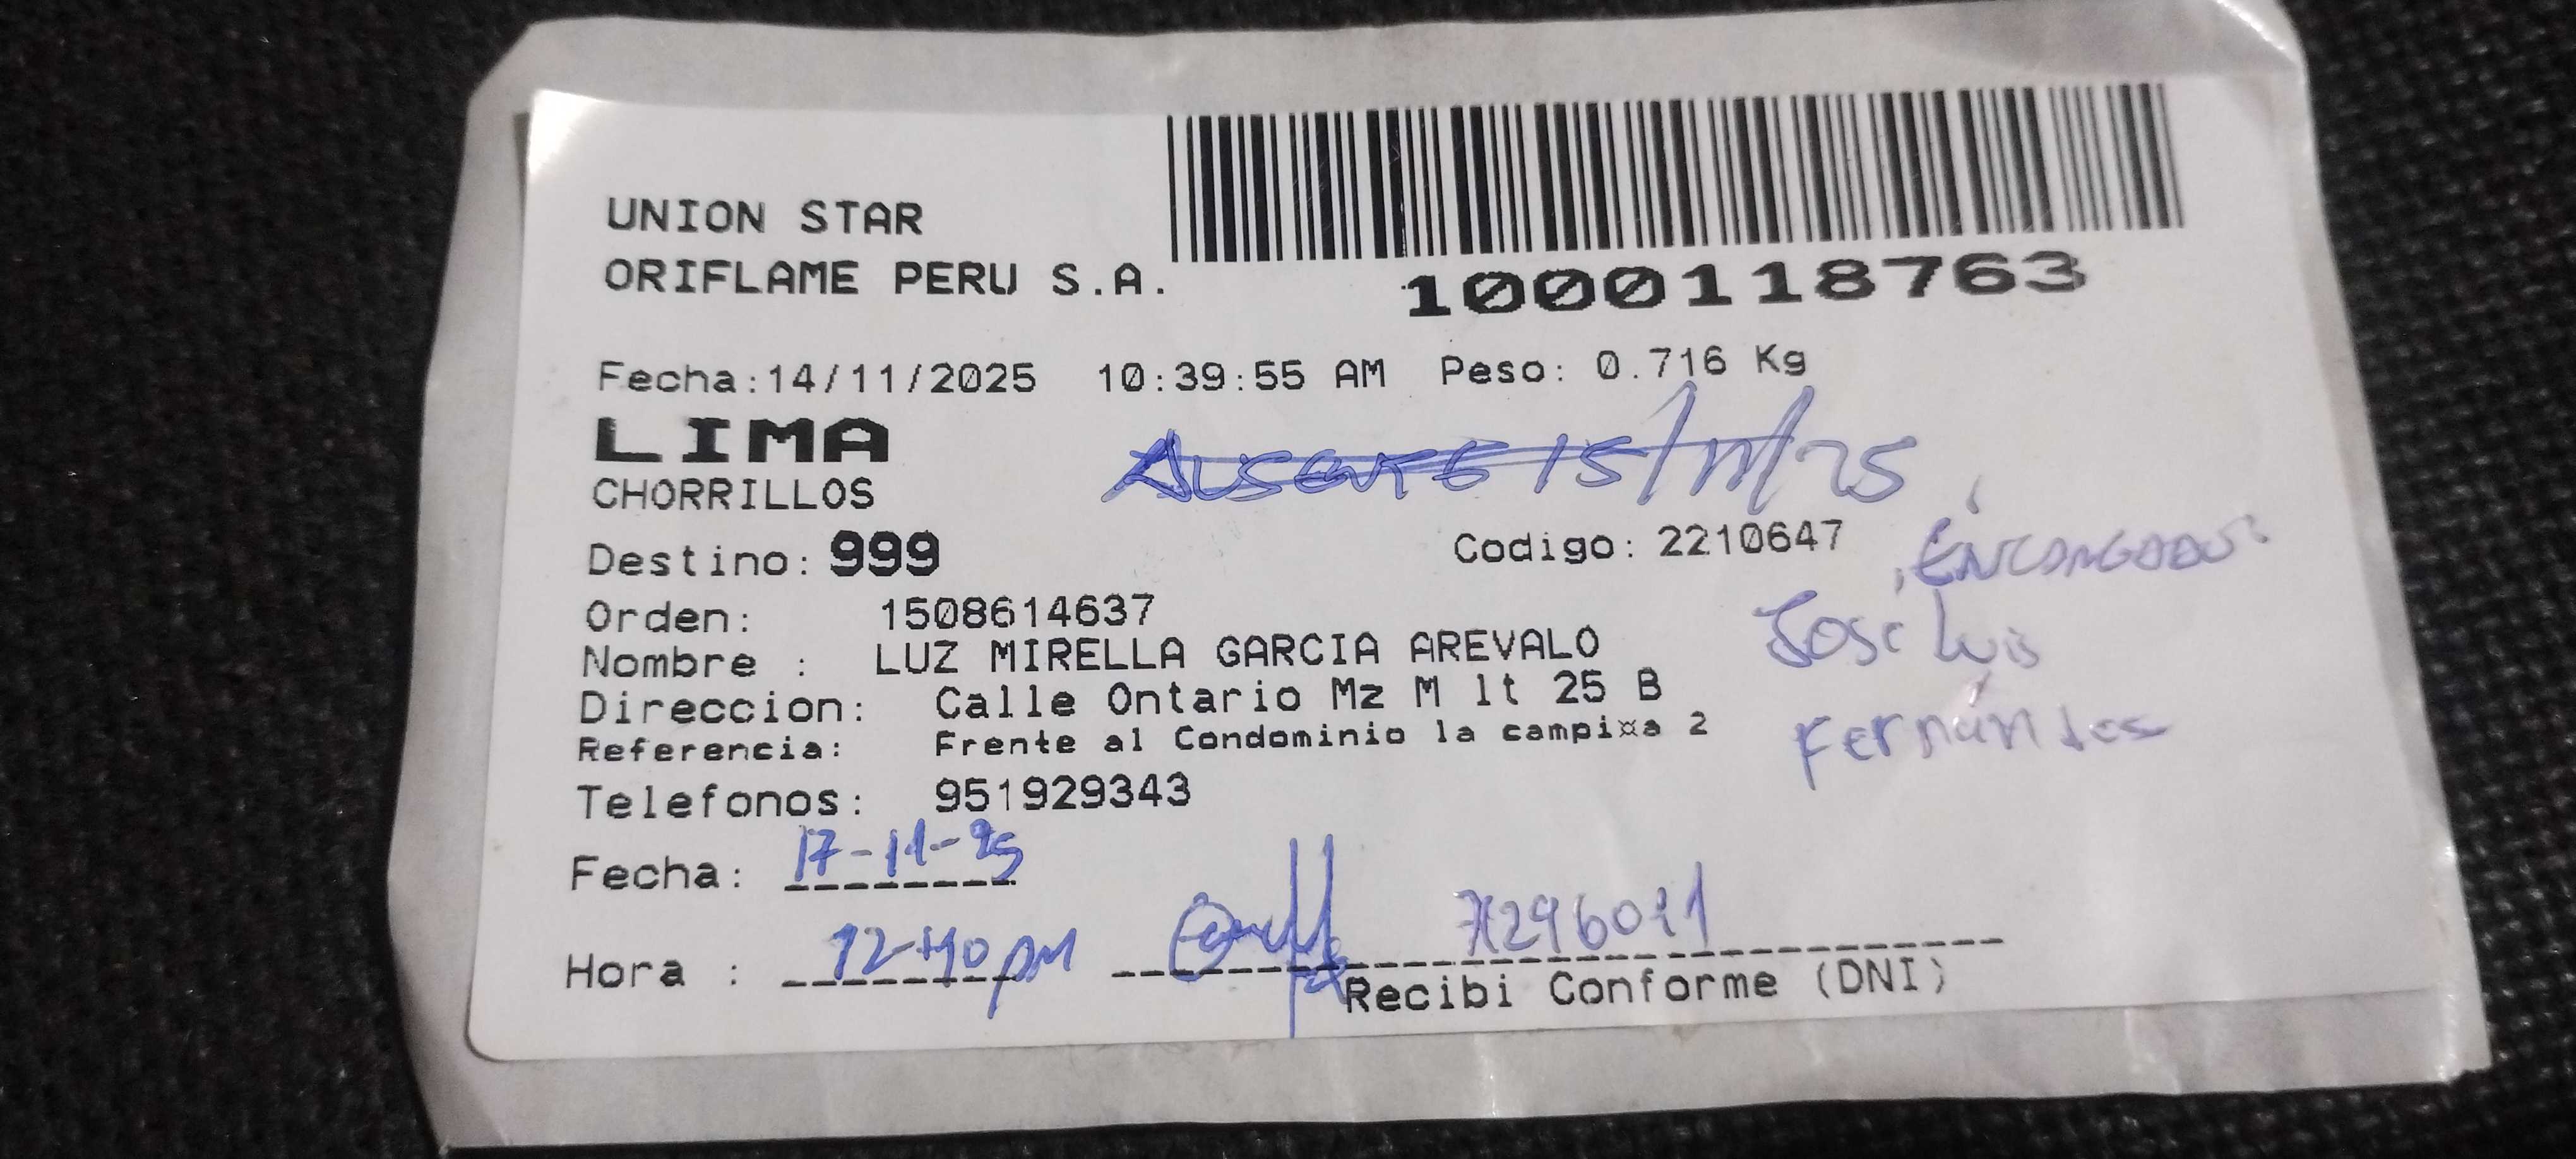 UNION STAR
ORIFLAME PERU S.A.
1000118763
Fecha:14/11/2025 10:39:55 AM Peso: 0.716 Kg
LIMA
CHORRILLOS
Ausente 15/11/25
Destino: 999
Codigo: 2210647
Encargado:
Jose Luis
Fernández
Orden: 1508614637
Nombre : LUZ MIRELLA GARCIA AREVALO
Direccion: Calle Ontario Mz M lt 25 B
Referencia: Frente al Condominio la campi¤a 2
Telefonos: 951929343
Fecha: 17-11-25
Hora : 12:40 pm
Recibi Conforme (DNI)